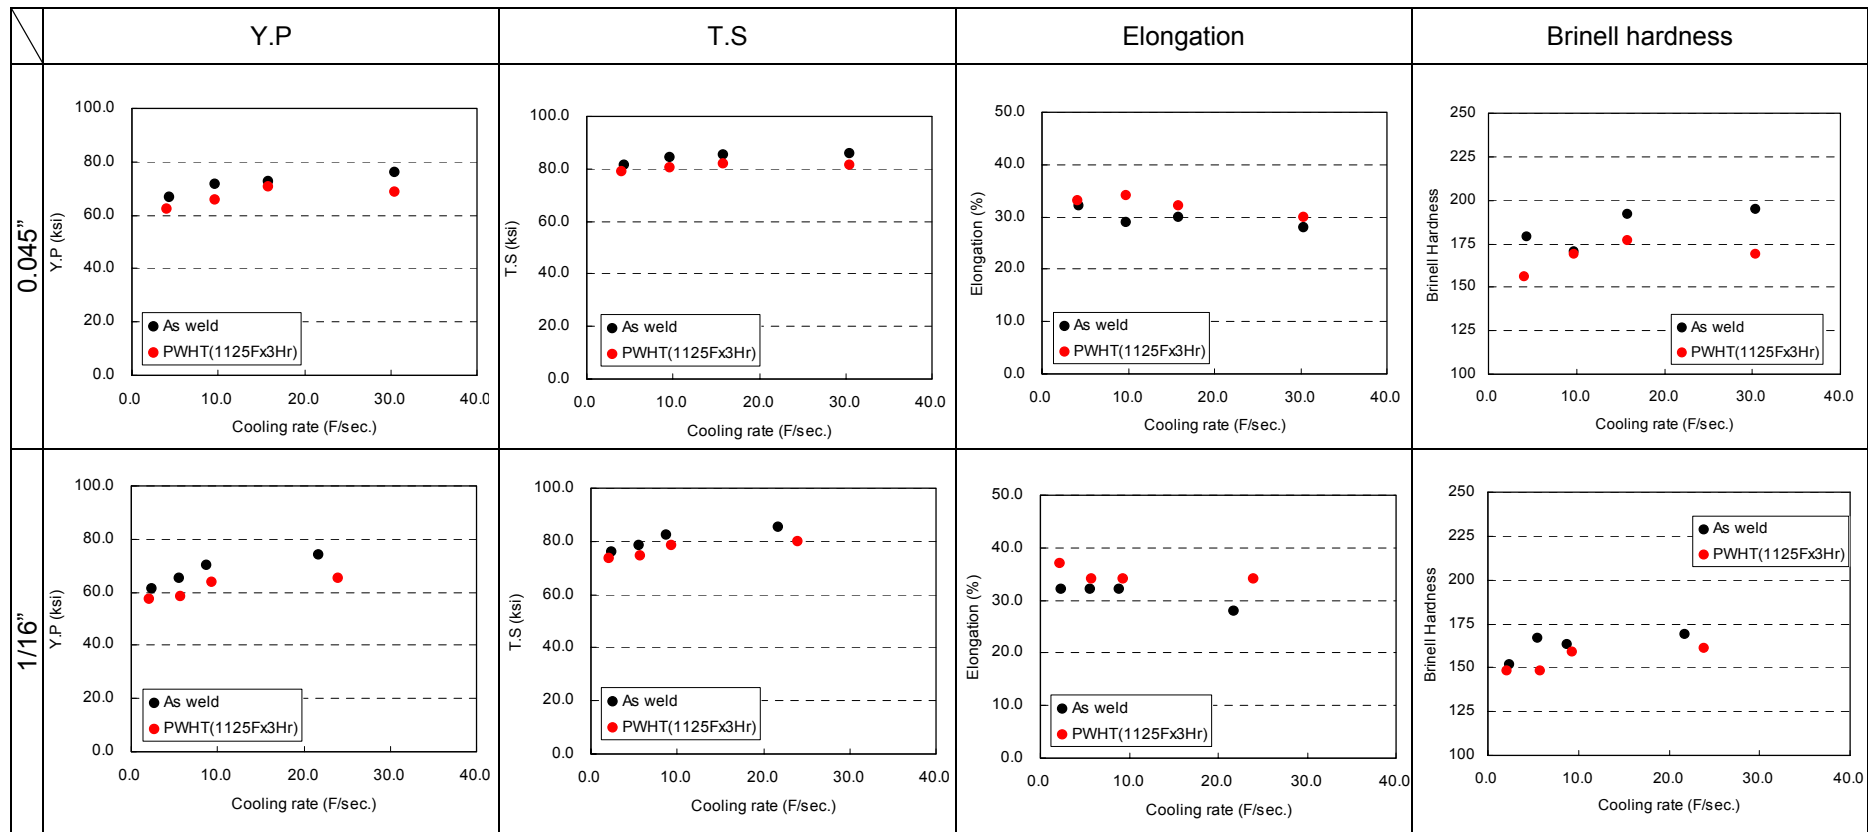 Y.P
T.S
Elongation
Brinell hardness
0.045”
100.0
80.0
60.0
40.0
20.0
0.0
Y.P (ksi)
As weld
PWHT(1125Fx3Hr)
0.0 10.0 20.0 30.0 40.0
Cooling rate (F/sec.)
100.0
80.0
60.0
40.0
20.0
0.0
T.S (ksi)
As weld
PWHT(1125Fx3Hr)
0.0 10.0 20.0 30.0 40.0
Cooling rate (F/sec.)
50.0
40.0
30.0
20.0
10.0
0.0
Elongation (%)
As weld
PWHT(1125Fx3Hr)
0.0 10.0 20.0 30.0 40.0
Cooling rate (F/sec.)
250
225
200
175
150
125
100
Brinell Hardness
As weld
PWHT(1125Fx3Hr)
0.0 10.0 20.0 30.0 40.0
Cooling rate (F/sec.)
1/16”
100.0
80.0
60.0
40.0
20.0
0.0
Y.P (ksi)
As weld
PWHT(1125Fx3Hr)
0.0 10.0 20.0 30.0 40.0
Cooling rate (F/sec.)
100.0
80.0
60.0
40.0
20.0
0.0
T.S (ksi)
As weld
PWHT(1125Fx3Hr)
0.0 10.0 20.0 30.0 40.0
Cooling rate (F/sec.)
50.0
40.0
30.0
20.0
10.0
0.0
Elongation (%)
As weld
PWHT(1125Fx3Hr)
0.0 10.0 20.0 30.0 40.0
Cooling rate (F/sec.)
250
225
200
175
150
125
100
Brinell Hardness
As weld
PWHT(1125Fx3Hr)
0.0 10.0 20.0 30.0 40.0
Cooling rate (F/sec.)